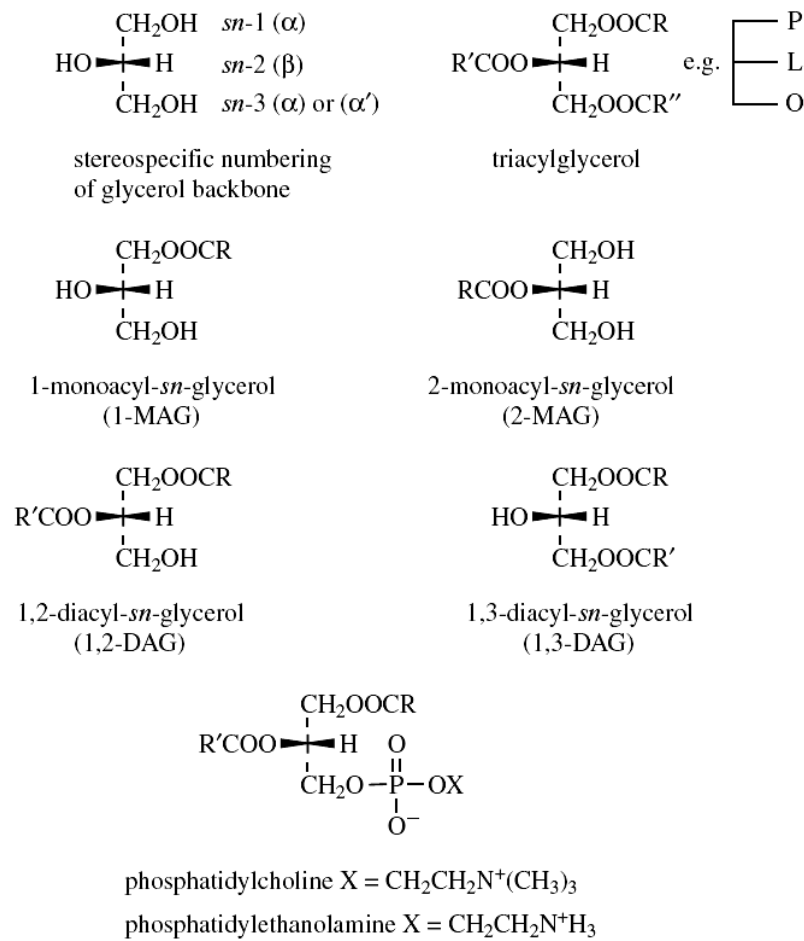 CH₂OH sn-1 (α)
HO H sn-2 (β)
CH₂OH sn-3 (α) or (α′)
stereospecific numbering
of glycerol backbone
CH₂OOCR
R′COO H
CH₂OOCR″
e.g.
P
L
O
triacylglycerol
CH₂OOCR
HO H
CH₂OH
1-monoacyl-sn-glycerol
(1-MAG)
CH₂OH
RCOO H
CH₂OH
2-monoacyl-sn-glycerol
(2-MAG)
CH₂OOCR
R′COO H
CH₂OH
1,2-diacyl-sn-glycerol
(1,2-DAG)
CH₂OOCR
HO H
CH₂OOCR′
1,3-diacyl-sn-glycerol
(1,3-DAG)
CH₂OOCR
R′COO H O
CH₂O P OX
O⁻
phosphatidylcholine X = CH₂CH₂N⁺(CH₃)₃
phosphatidylethanolamine X = CH₂CH₂N⁺H₃